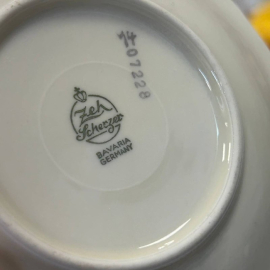 07228
Zeh
Scherzer
BAVARIA
GERMANY